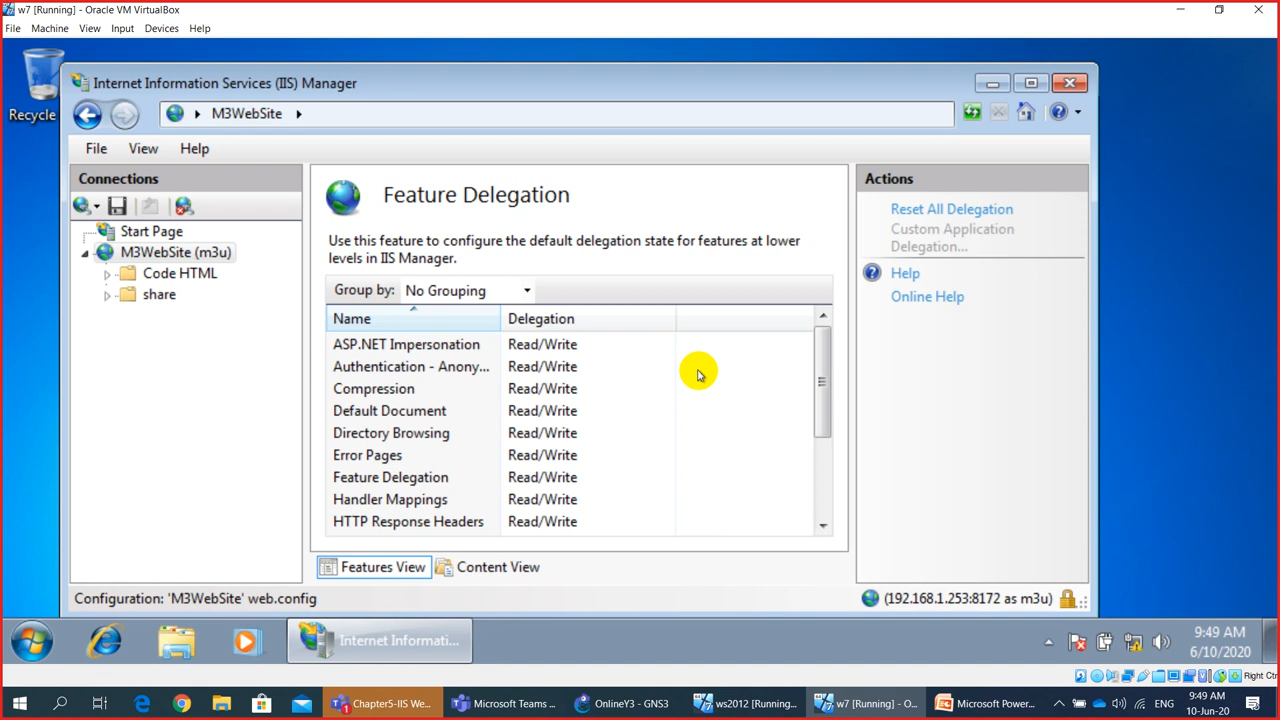 w7 [Running] - Oracle VM VirtualBox
File Machine View Input Devices Help
Recycle
Internet Information Services (IIS) Manager
M3WebSite
File View Help
Connections
Start Page
M3WebSite (m3u)
Code HTML
share
Feature Delegation
Use this feature to configure the default delegation state for features at lower
levels in IIS Manager.
Group by: No Grouping
Name Delegation
ASP.NET Impersonation Read/Write
Authentication - Anony... Read/Write
Compression Read/Write
Default Document Read/Write
Directory Browsing Read/Write
Error Pages Read/Write
Feature Delegation Read/Write
Handler Mappings Read/Write
HTTP Response Headers Read/Write
Features View Content View
Actions
Reset All Delegation
Custom Application
Delegation...
Help
Online Help
Configuration: 'M3WebSite' web.config
(192.168.1.253:8172 as m3u)
Internet Informati...
9:49 AM
6/10/2020
Right Ctr
Chapter5-IIS We...
Microsoft Teams ...
OnlineY3 - GNS3
ws2012 [Running...
w7 [Running] - O...
Microsoft Power...
ENG
9:49 AM
10-Jun-20